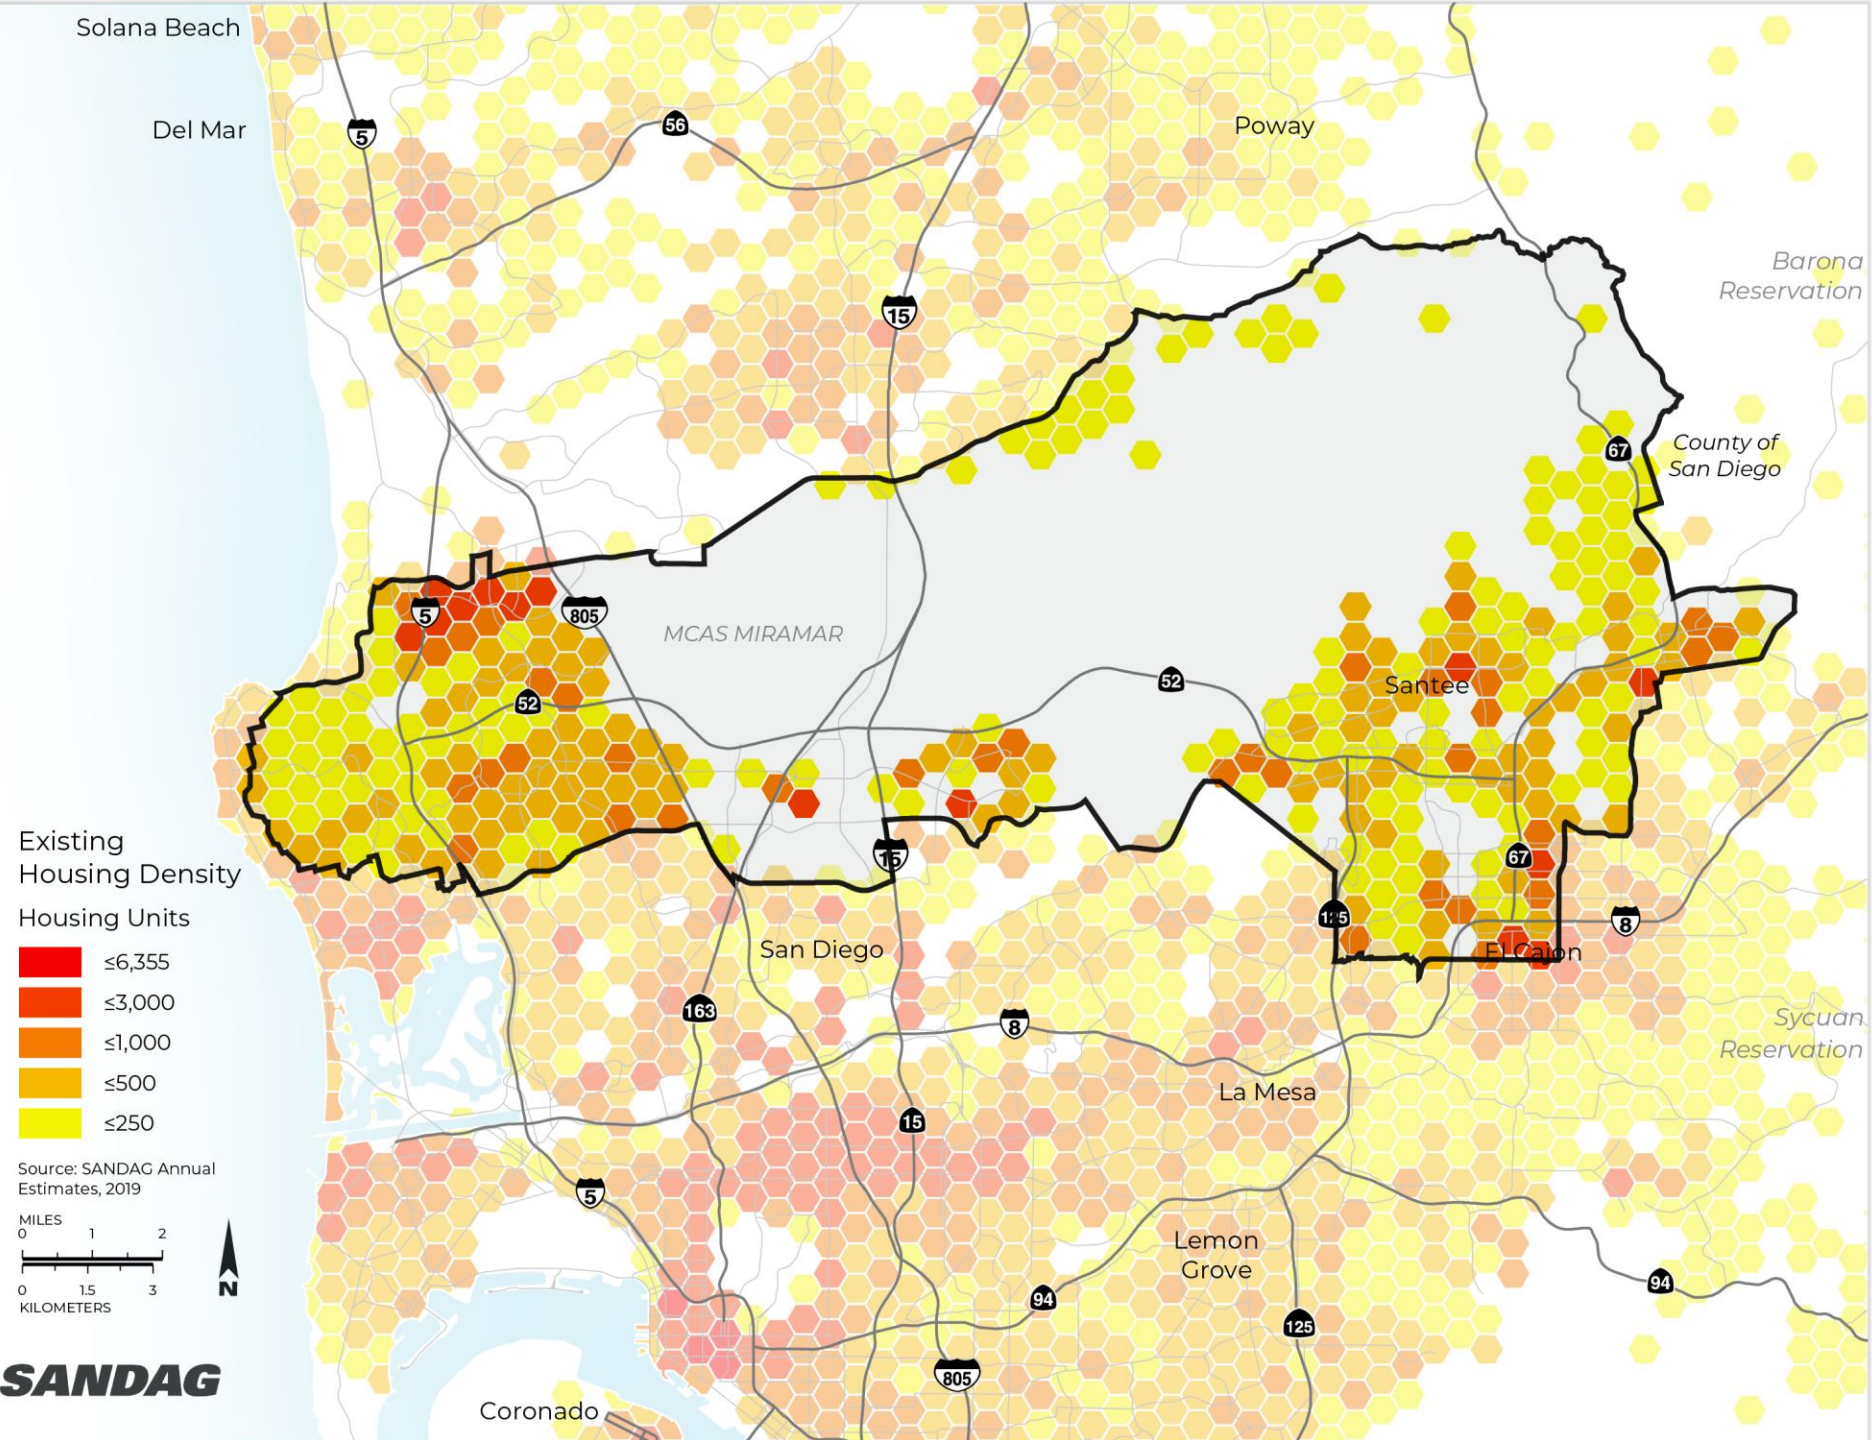 Solana Beach
Del Mar
5
56
Poway
15
Barona
Reservation
67
County of
San Diego
5
805
MCAS MIRAMAR
52
52
Santee
15
67
125
8
San Diego
El Cajon
163
8
Sycuan
Reservation
La Mesa
15
5
Lemon
Grove
94
94
125
805
Coronado
Existing
Housing Density
Housing Units
≤6,355
≤3,000
≤1,000
≤500
≤250
Source: SANDAG Annual
Estimates, 2019
MILES
0 1 2
0 1.5 3
KILOMETERS
N
SANDAG